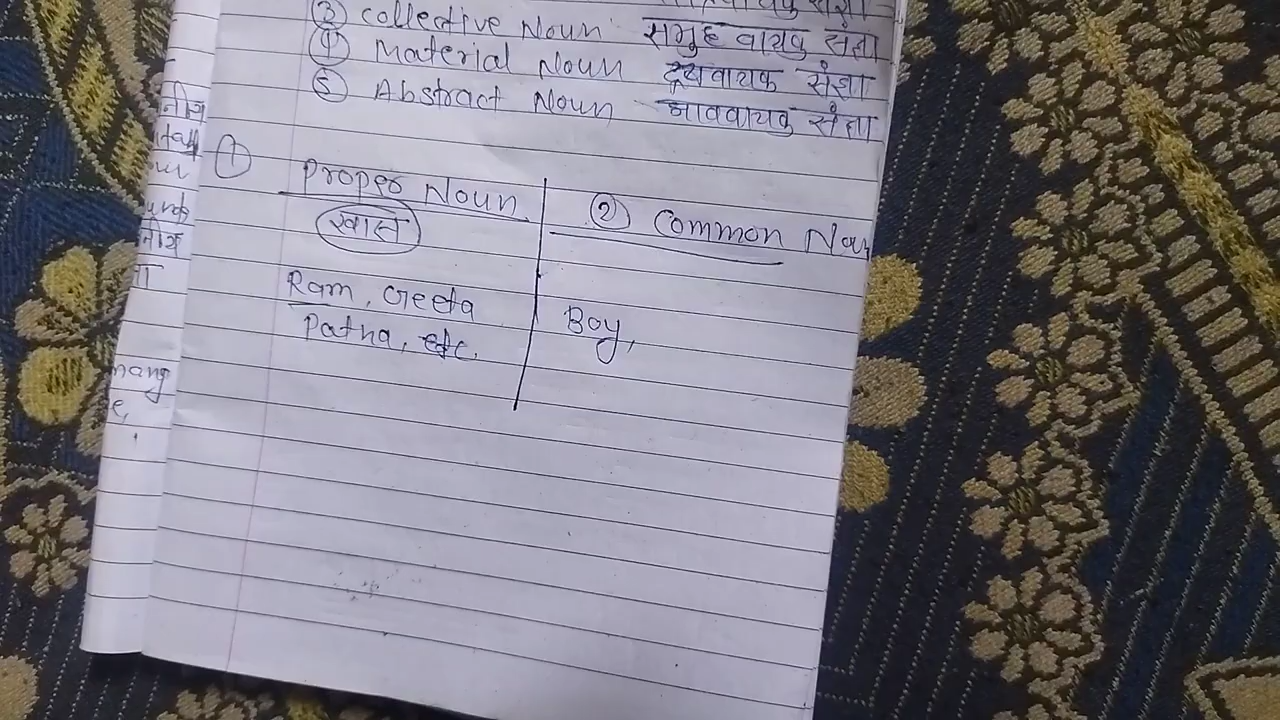 ③ Collective Noun समुह वाचक संज्ञा
④ Material Noun द्रव्यवाचक संज्ञा
⑤ Abstract Noun भाववाचक संज्ञा
① Proper Noun
खास
Ram, Geeta
Patna, etc.
② Common Noun
Boy,